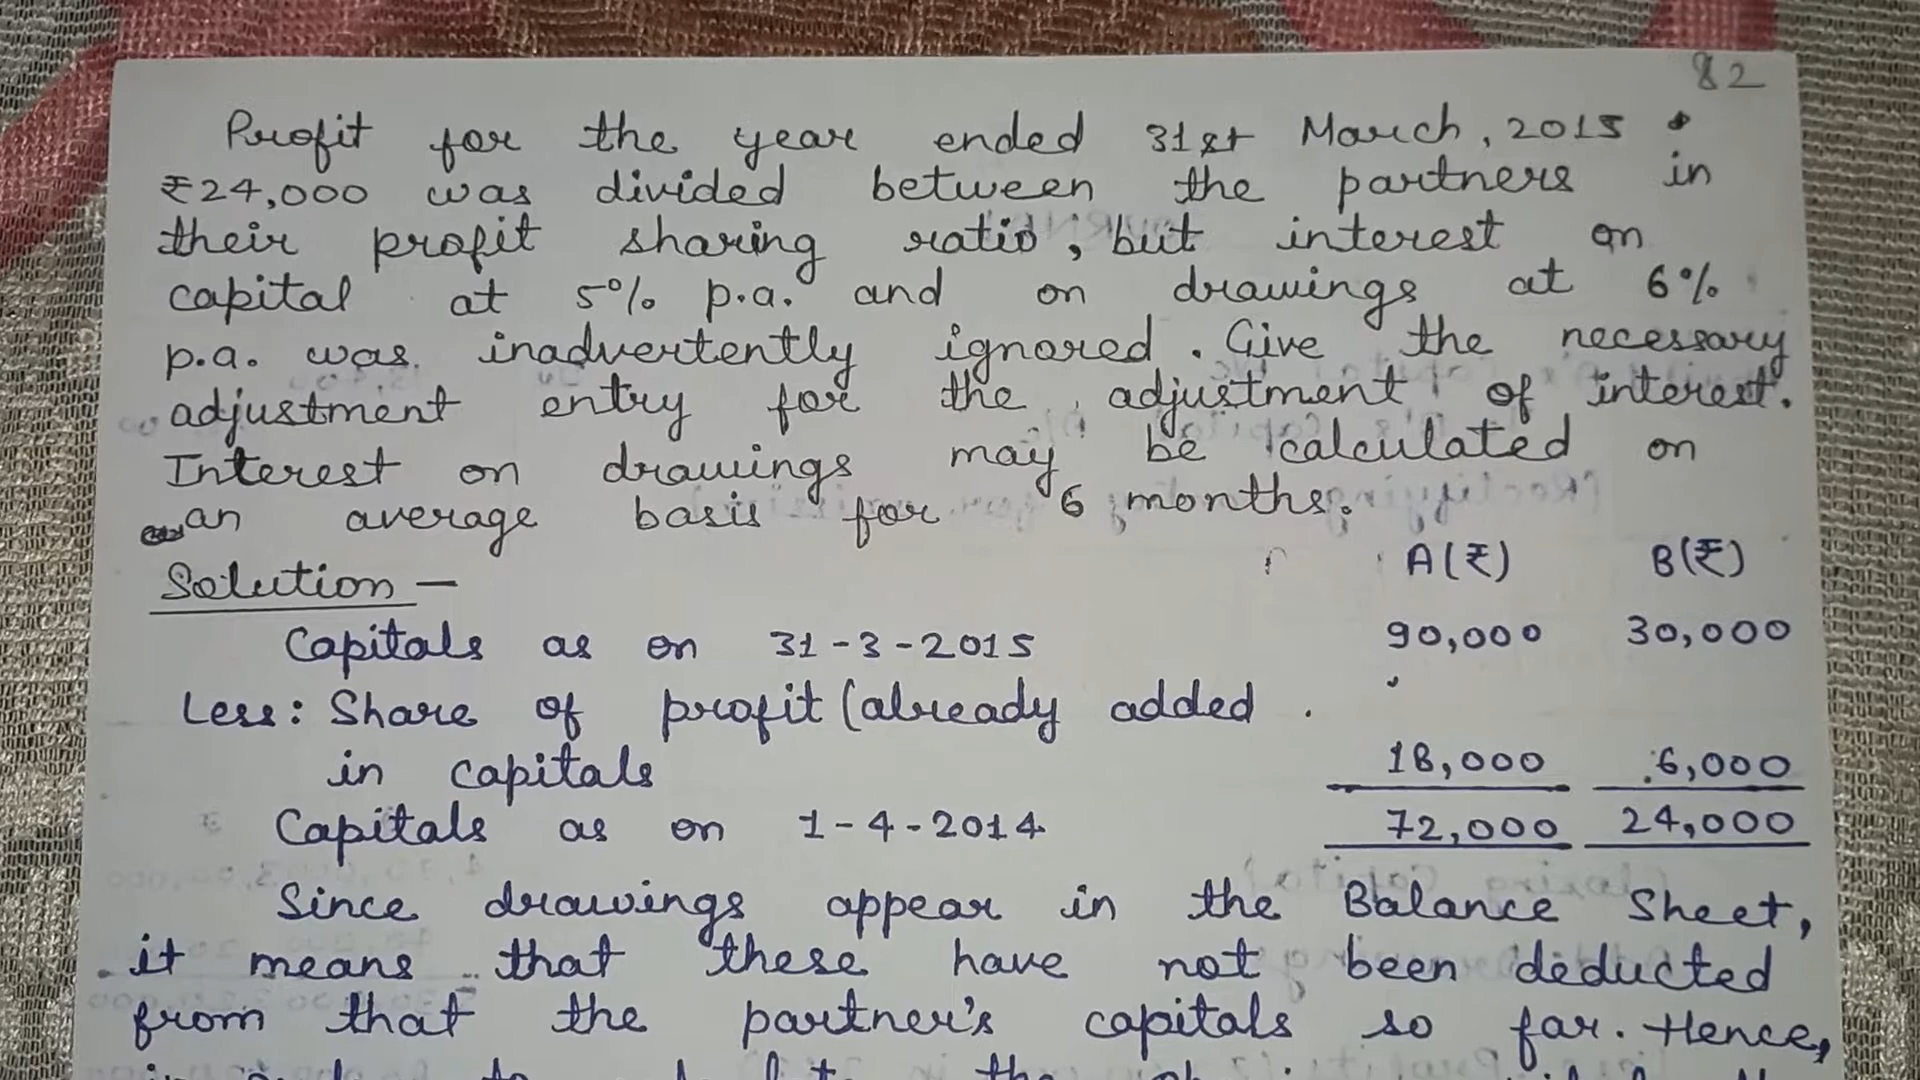 82
Profit for the year ended 31st March, 2015
₹24,000 was divided between the partners in
their profit sharing ratio, but interest on
capital at 5% p.a. and on drawings at 6%
p.a. was inadvertently ignored. Give the necessary
adjustment entry for the adjustment of interest.
Interest on drawings may be calculated on
an average basis for 6 months.
A(₹) B(₹)
Solution —
Capitals as on 31-3-2015 90,000 30,000
Less: Share of profit (already added
in capitals 18,000 6,000
Capitals as on 1-4-2014 72,000 24,000
Since drawings appear in the Balance Sheet,
it means that these have not been deducted
from that the partner's capitals so far. Hence,